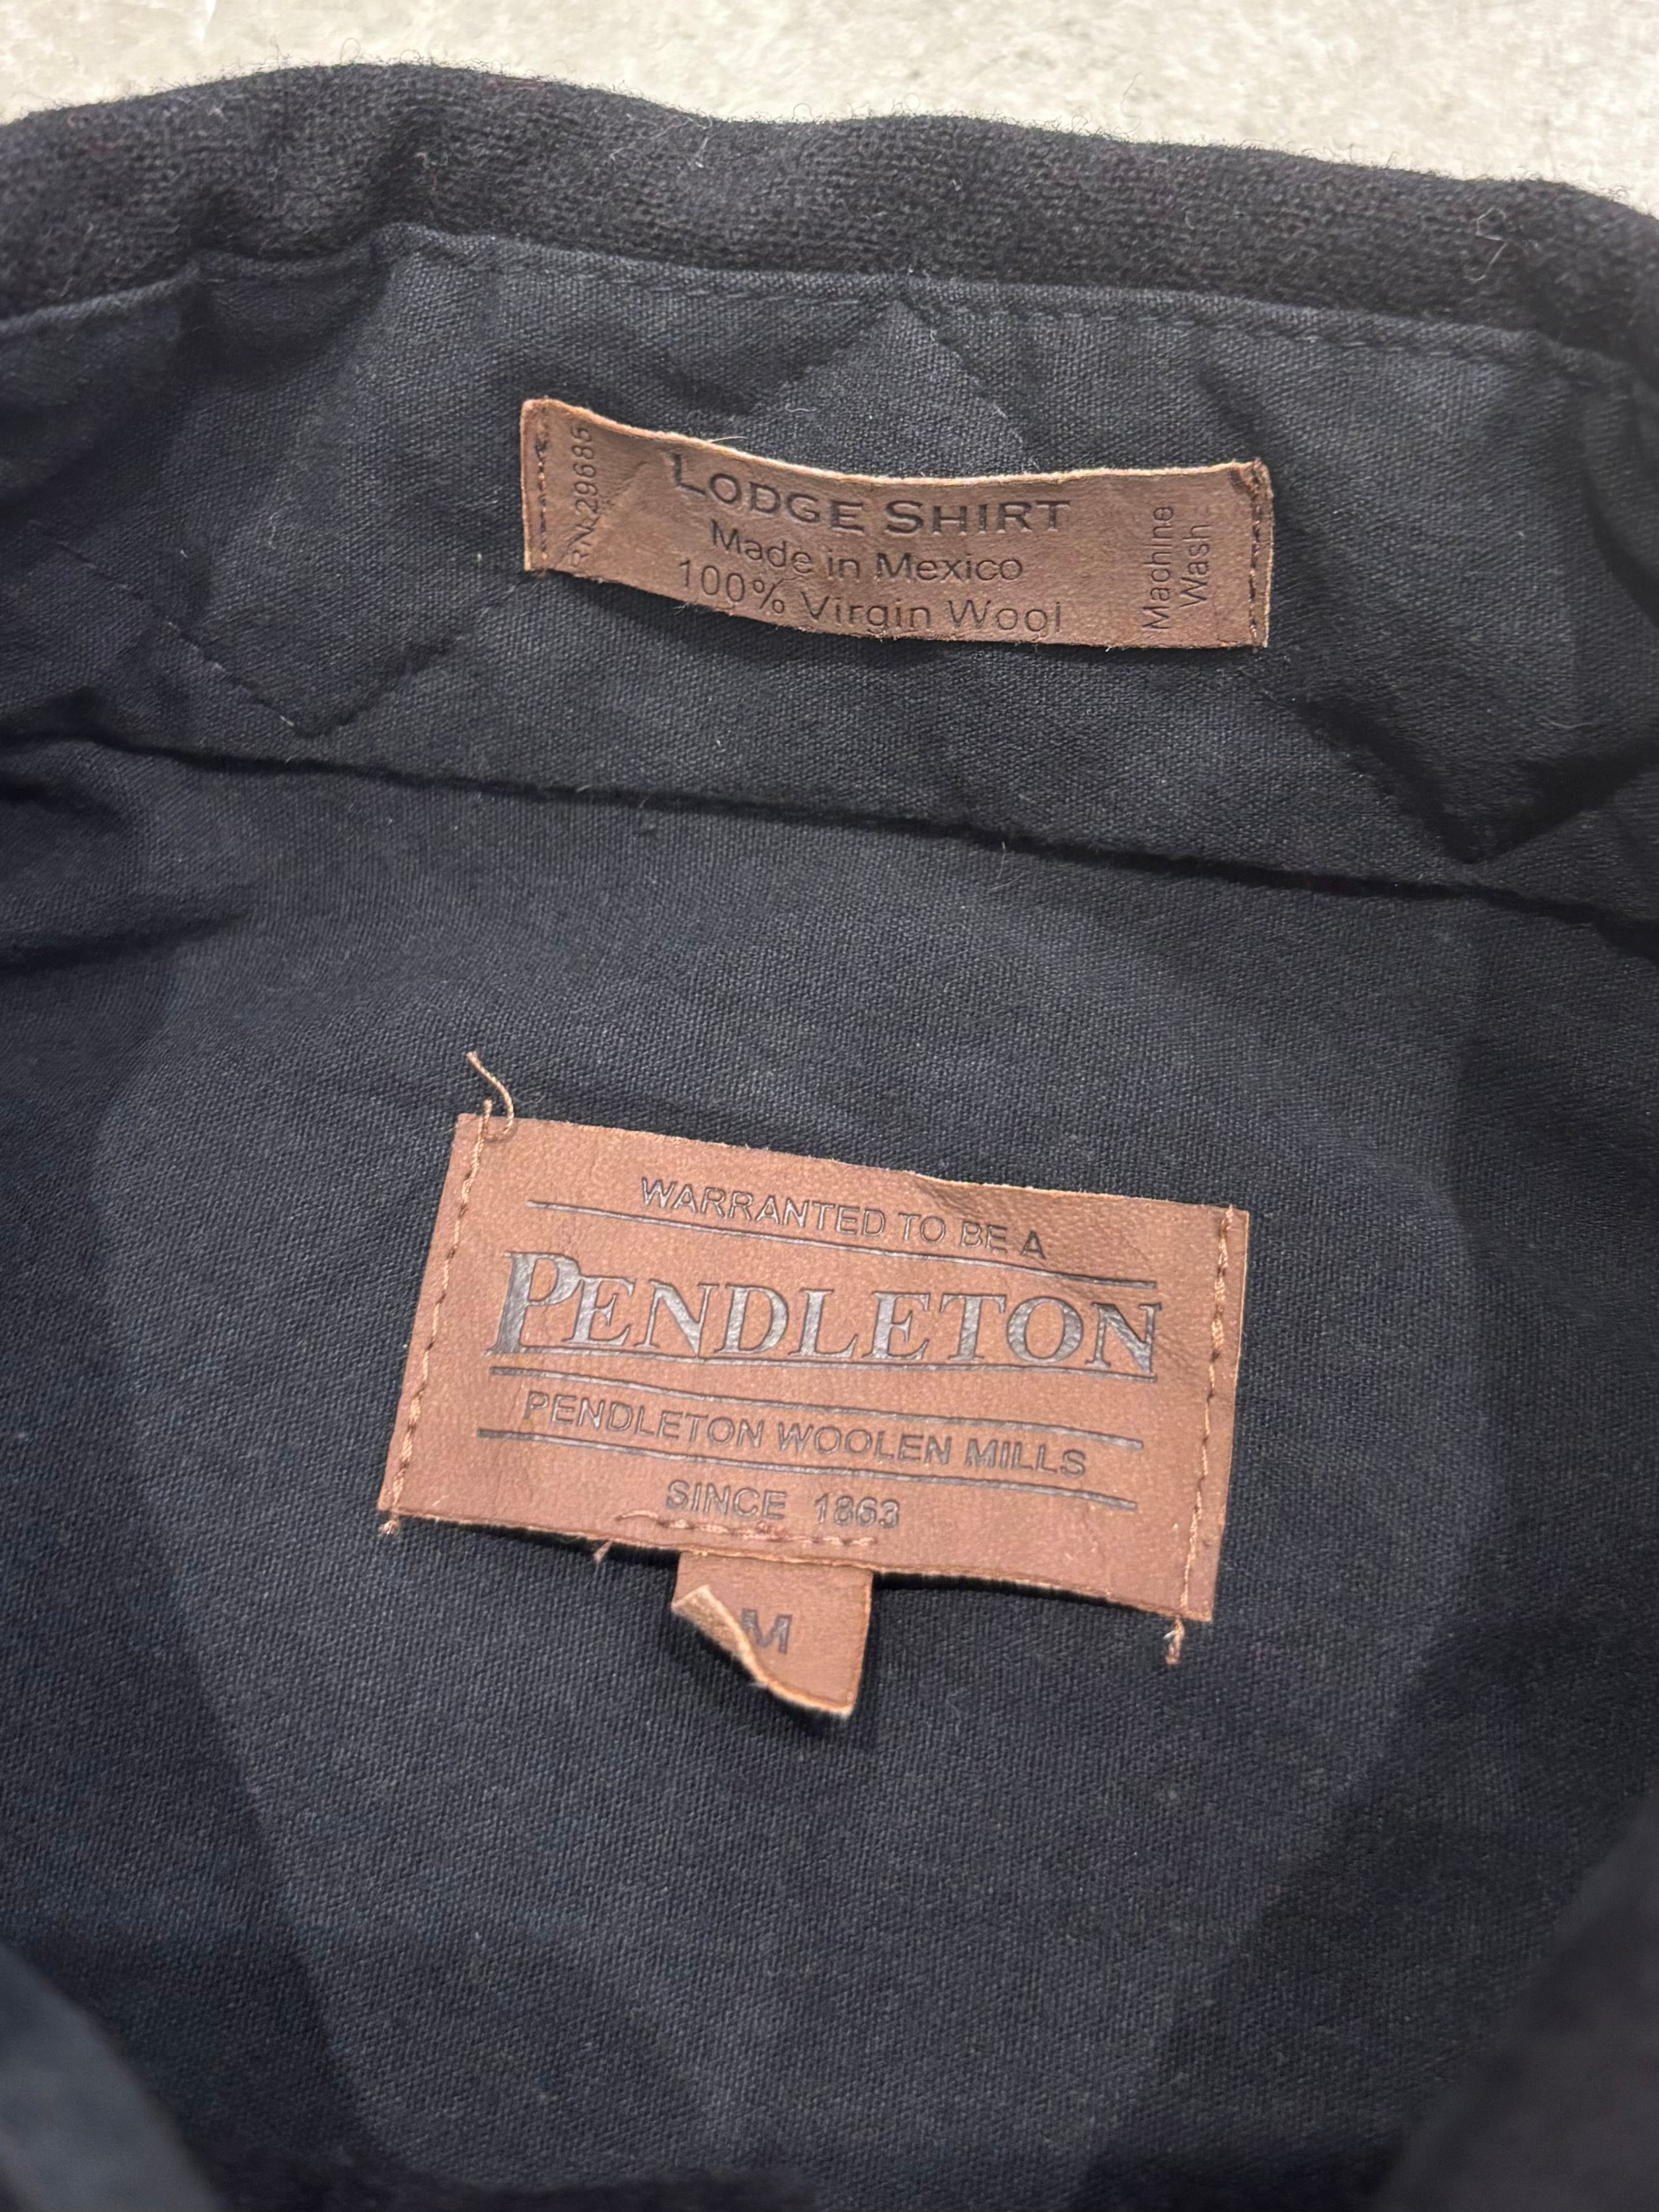 RN 29685
LODGE SHIRT
Made in Mexico
100% Virgin Wool
Machine
Wash
WARRANTED TO BE A
PENDLETON
PENDLETON WOOLEN MILLS
SINCE 1863
M